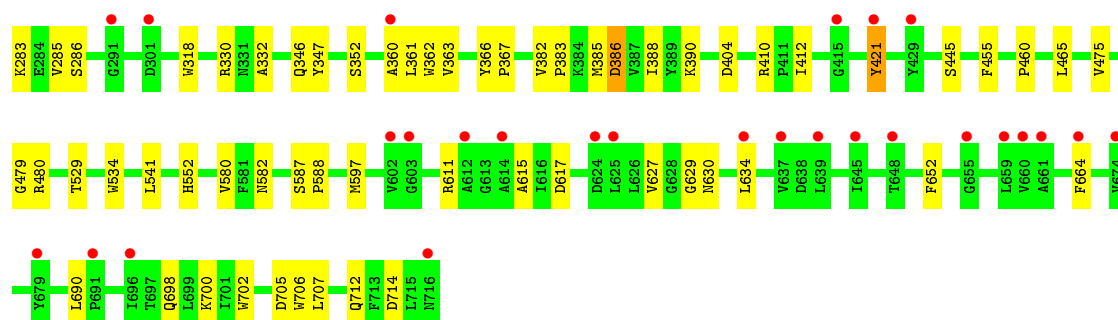 K283 E284 V285 S286 G291 D301 W318 R330 N331 A332 Q346 Y347 S352 A360 L361 W362 V363 Y366 P367 V382 P383 K384 M385 D386 V387 I388 Y389 K390 D404 R410 P411 I412 G415 Y421 Y429 S445 F455 P460 L465 V475
G479 R480 T529 W534 L541 H552 V580 F581 N582 S587 P588 M597 V602 G603 R611 A612 G613 A614 A615 I616 D617 D624 L625 L626 V627 G628 G629 N630 L634 V637 D638 L639 I645 T648 F652 G655 L659 V660 A661 F664
Y679 L690 P691 I696 T697 Q698 L699 K700 I701 W702 D705 W706 L707 Q712 F713 D714 L715 N716